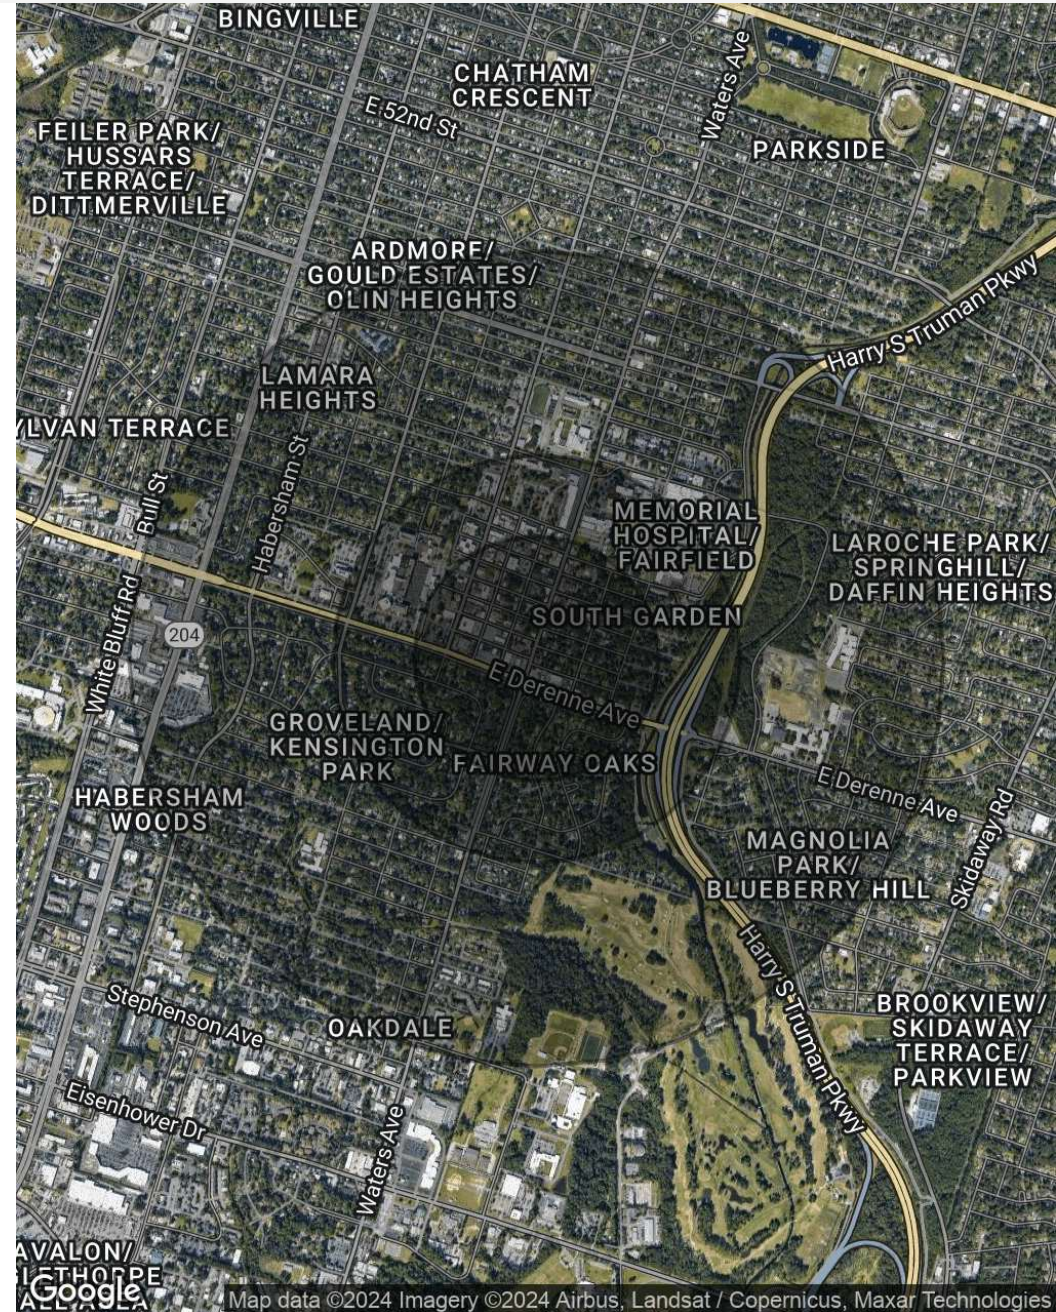 BINGVILLE
CHATHAM
CRESCENT
Waters Ave
E 52nd St
FEILER PARK/
HUSSARS
TERRACE/
DITTMERVILLE
PARKSIDE
ARDMORE/
GOULD ESTATES/
OLIN HEIGHTS
Harry S Truman Pkwy
LAMARA
HEIGHTS
YLVAN TERRACE
Habersham St
Bull St
MEMORIAL
HOSPITAL/
FAIRFIELD
LAROCHE PARK/
SPRINGHILL/
DAFFIN HEIGHTS
SOUTH GARDEN
White Bluff Rd
204
E Derenne Ave
GROVELAND/
KENSINGTON
PARK
FAIRWAY OAKS
HABERSHAM
WOODS
E Derenne Ave
Skidaway Rd
MAGNOLIA
PARK/
BLUEBERRY HILL
Harry S Truman Pkwy
Stephenson Ave
OAKDALE
BROOKVIEW/
SKIDAWAY
TERRACE/
PARKVIEW
Eisenhower Dr
Waters Ave
AVALON/
LETHORPE
Google
Map data ©2024 Imagery ©2024 Airbus, Landsat / Copernicus, Maxar Technologies